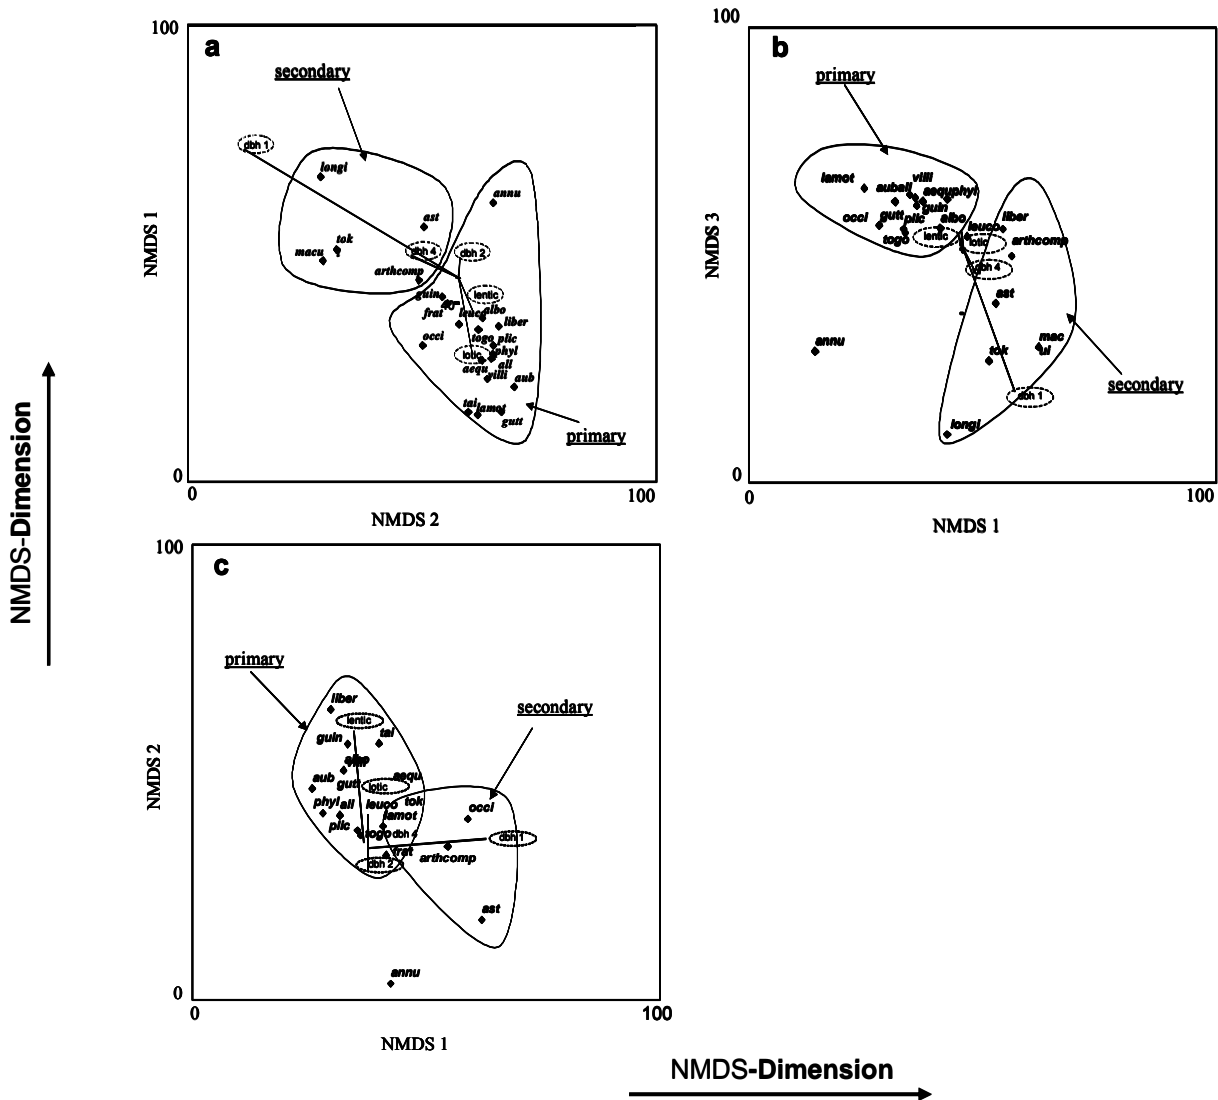 100
a
secondary
dbh 1
longi
annu
ast
tok
macu
dbh 4
dbh 2
arthcomp
guin
lentic
frat
leuco
albo
liber
occi
togo plic
lotic
phyl
all
aequ
villi
aub
tai
lamot
gutt
primary
0
0
100
NMDS 2
NMDS 1
100
b
primary
lamot
villi
auball
aequphyl
guin
occi
gutt
plic
albo
liber
togo
lentic
leuco
lotic
arthcomp
dbh 4
ast
annu
tok
mac
ul
dbh 1
secondary
longi
0
0
100
NMDS 1
NMDS 3
NMDS-Dimension
100
c
primary
liber
lentic
secondary
guin
tai
aub
gutt
lotic
aequ
phyl
all
leuco
tok
occi
plic
lamot
togo
dbh 4
dbh 1
frat
arthcomp
dbh 2
ast
annu
0
0
100
NMDS 1
NMDS 2
NMDS-Dimension